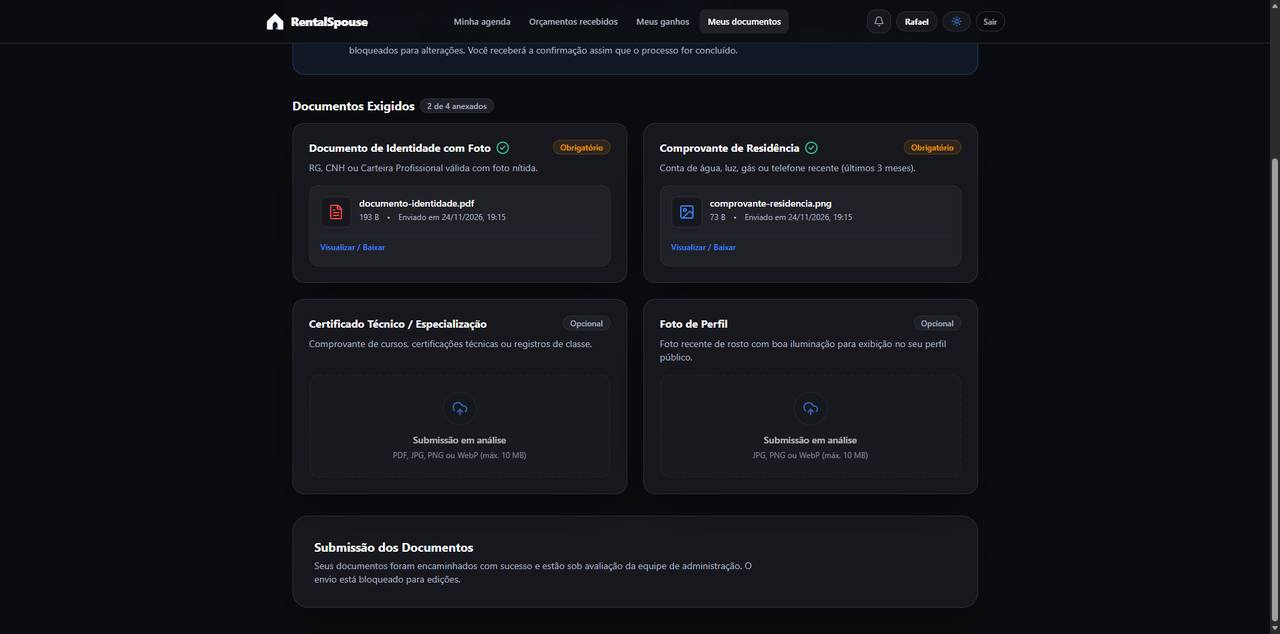 RentalSpouse
Minha agenda
Orçamentos recebidos
Meus ganhos
Meus documentos
Rafael
Sair
bloqueados para alterações. Você receberá a confirmação assim que o processo for concluído.
Documentos Exigidos
2 de 4 anexados
Documento de Identidade com Foto
Obrigatório
RG, CNH ou Carteira Profissional válida com foto nítida.
documento-identidade.pdf
193 B • Enviado em 24/11/2026, 19:15
Visualizar / Baixar
Comprovante de Residência
Obrigatório
Conta de água, luz, gás ou telefone recente (últimos 3 meses).
comprovante-residencia.png
73 B • Enviado em 24/11/2026, 19:15
Visualizar / Baixar
Certificado Técnico / Especialização
Opcional
Comprovante de cursos, certificações técnicas ou registros de classe.
Submissão em análise
PDF, JPG, PNG ou WebP (máx. 10 MB)
Foto de Perfil
Opcional
Foto recente de rosto com boa iluminação para exibição no seu perfil
público.
Submissão em análise
JPG, PNG ou WebP (máx. 10 MB)
Submissão dos Documentos
Seus documentos foram encaminhados com sucesso e estão sob avaliação da equipe de administração. O
envio está bloqueado para edições.